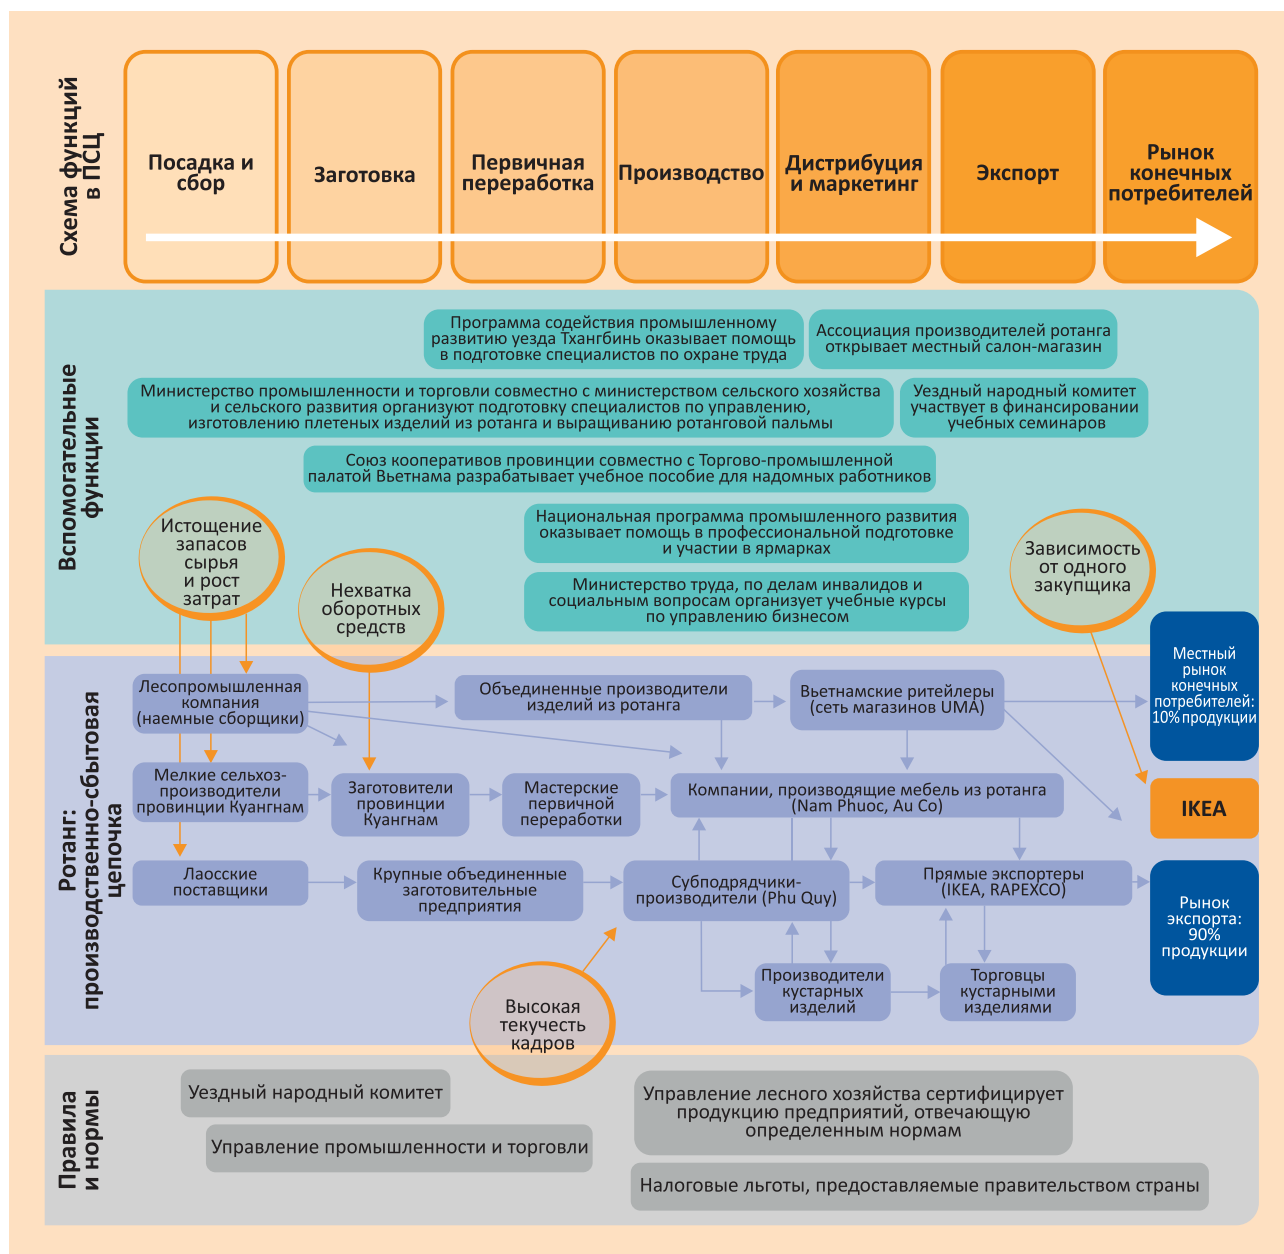 Схема функций
в ПСЦ
Посадка и
сбор
Заготовка
Первичная
переработка
Производство
Дистрибуция
и маркетинг
Экспорт
Рынок
конечных
потребителей
Вспомогательные
функции
Программа содействия промышленному
развитию уезда Тхангбинь оказывает помощь
в подготовке специалистов по охране труда
Ассоциация производителей ротанга
открывает местный салон-магазин
Министерство промышленности и торговли совместно с министерством сельского хозяйства
и сельского развития организуют подготовку специалистов по управлению,
изготовлению плетеных изделий из ротанга и выращиванию ротанговой пальмы
Уездный народный комитет
участвует в финансировании
учебных семинаров
Союз кооперативов провинции совместно с Торгово-промышленной
палатой Вьетнама разрабатывает учебное пособие для надомных работников
Национальная программа промышленного развития
оказывает помощь в профессиональной подготовке
и участии в ярмарках
Министерство труда, по делам инвалидов и
социальным вопросам организует учебные курсы
по управлению бизнесом
Истощение
запасов
сырья
и рост
затрат
Нехватка
оборотных
средств
Зависимость
от одного
закупщика
Ротанг:
производственно-сбытовая
цепочка
Лесопромышленная
компания
(наемные сборщики)
Объединенные производители
изделий из ротанга
Вьетнамские ритейлеры
(сеть магазинов UMA)
Местный
рынок
конечных
потребителей:
10% продукции
Мелкие сельхоз-
производители
провинции Куангнам
Заготовители
провинции
Куангнам
Мастерские
первичной
переработки
Компании, производящие мебель из ротанга
(Nam Phuoc, Au Co)
IKEA
Лаосские
поставщики
Крупные объединенные
заготовительные
предприятия
Субподрядчики-
производители (Phu Quy)
Прямые экспортеры
(IKEA, RAPEXCO)
Рынок
экспорта:
90%
продукции
Производители
кустарных
изделий
Торговцы
кустарными
изделиями
Высокая
текучесть
кадров
Правила
и нормы
Уездный народный комитет
Управление промышленности и торговли
Управление лесного хозяйства сертифицирует
продукцию предприятий, отвечающую
определенным нормам
Налоговые льготы, предоставляемые правительством страны